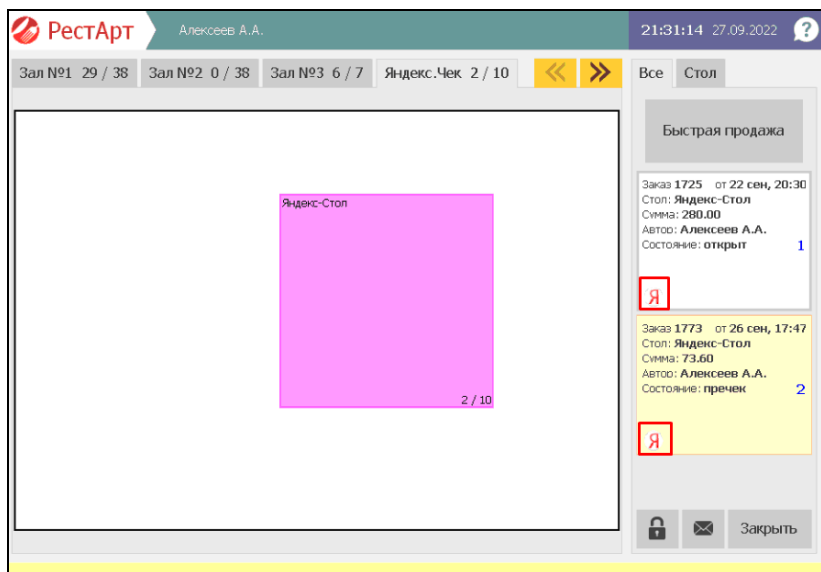 РестАрт Алексеев А.А. 21:31:14 27.09.2022 ?
Зал №1 29 / 38 Зал №2 0 / 38 Зал №3 6 / 7 Яндекс.Чек 2 / 10 Все Стол
Быстрая продажа
Яндекс-Стол
2 / 10
Заказ 1725 от 22 сен, 20:30
Стол: Яндекс-Стол
Сумма: 280.00
Автор: Алексеев А.А.
Состояние: открыт 1
Я
Заказ 1773 от 26 сен, 17:47
Стол: Яндекс-Стол
Сумма: 73.60
Автор: Алексеев А.А.
Состояние: пречек 2
Я
Закрыть